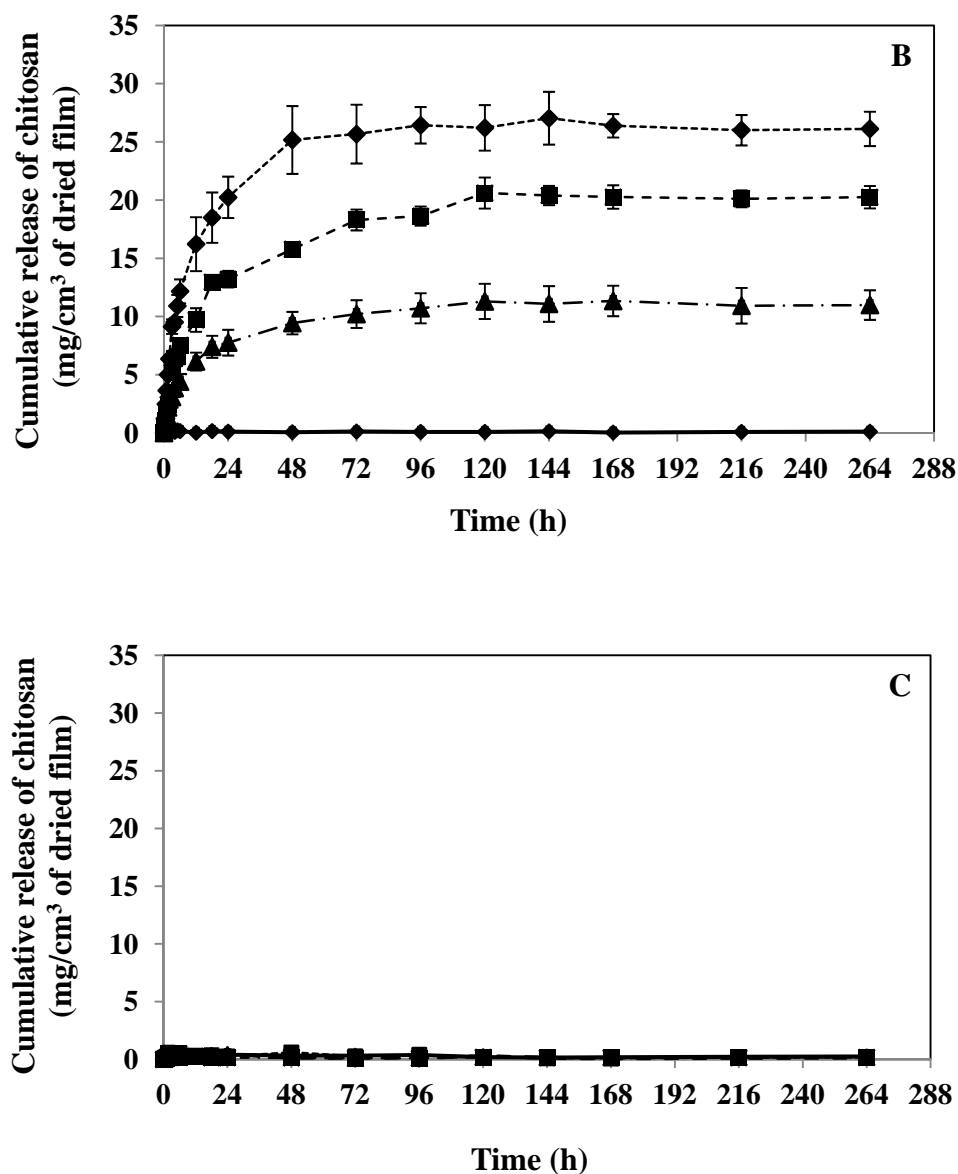 B
Cumulative release of chitosan
(mg/cm³ of dried film)
35
30
25
20
15
10
5
0
0 24 48 72 96 120 144 168 192 216 240 264 288
Time (h)
C
Cumulative release of chitosan
(mg/cm³ of dried film)
35
30
25
20
15
10
5
0
0 24 48 72 96 120 144 168 192 216 240 264 288
Time (h)